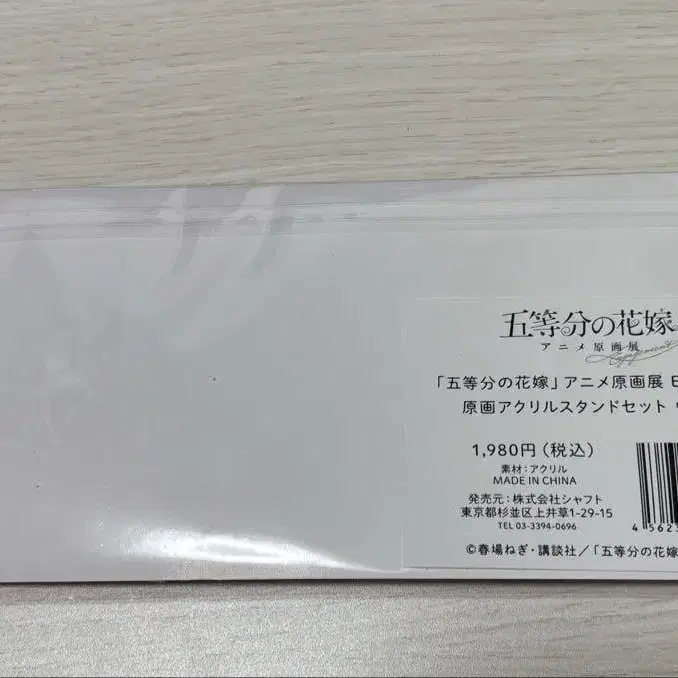 五等分の花嫁
アニメ原画展
「五等分の花嫁」アニメ原画展 E
原画アクリルスタンドセット
1,980円(税込)
素材:アクリル
MADE IN CHINA
発売元:株式会社シャフト
東京都杉並区上井草1-29-15
TEL 03-3394-0696
4 562
©春場ねぎ・講談社/「五等分の花嫁